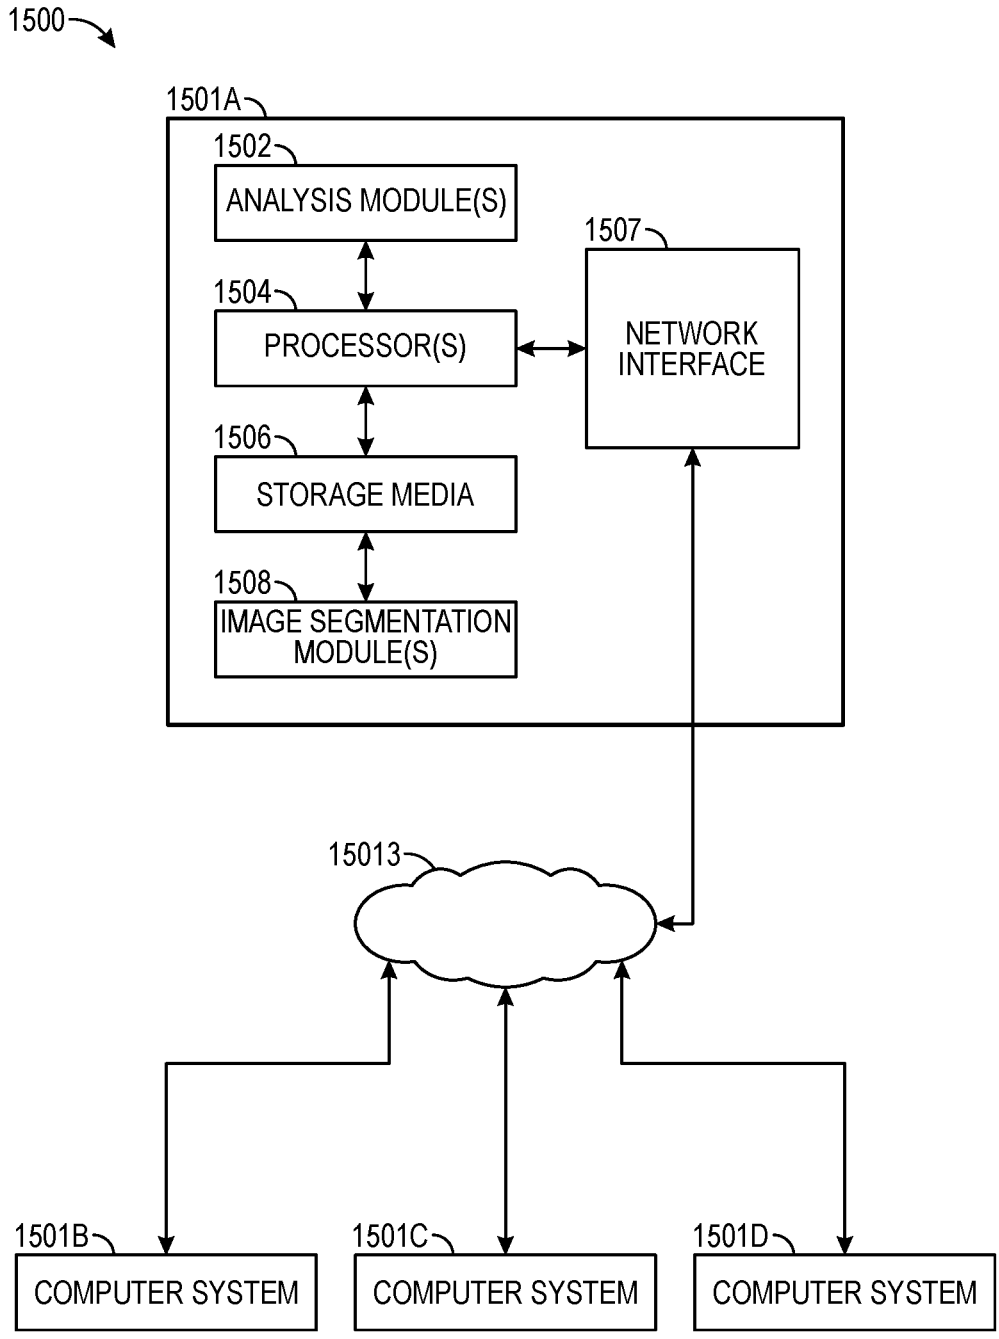 1500
1501A
1502
ANALYSIS MODULE(S)
1504
PROCESSOR(S)
1507
NETWORK
INTERFACE
1506
STORAGE MEDIA
1508
IMAGE SEGMENTATION
MODULE(S)
15013
1501B
COMPUTER SYSTEM
1501C
COMPUTER SYSTEM
1501D
COMPUTER SYSTEM